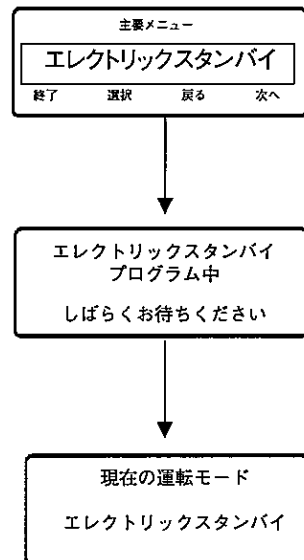 主要メニュー
エレクトリックスタンバイ
終了 選択 戻る 次へ
エレクトリックスタンバイ
プログラム中
しばらくお待ちください
現在の運転モード
エレクトリックスタンバイ